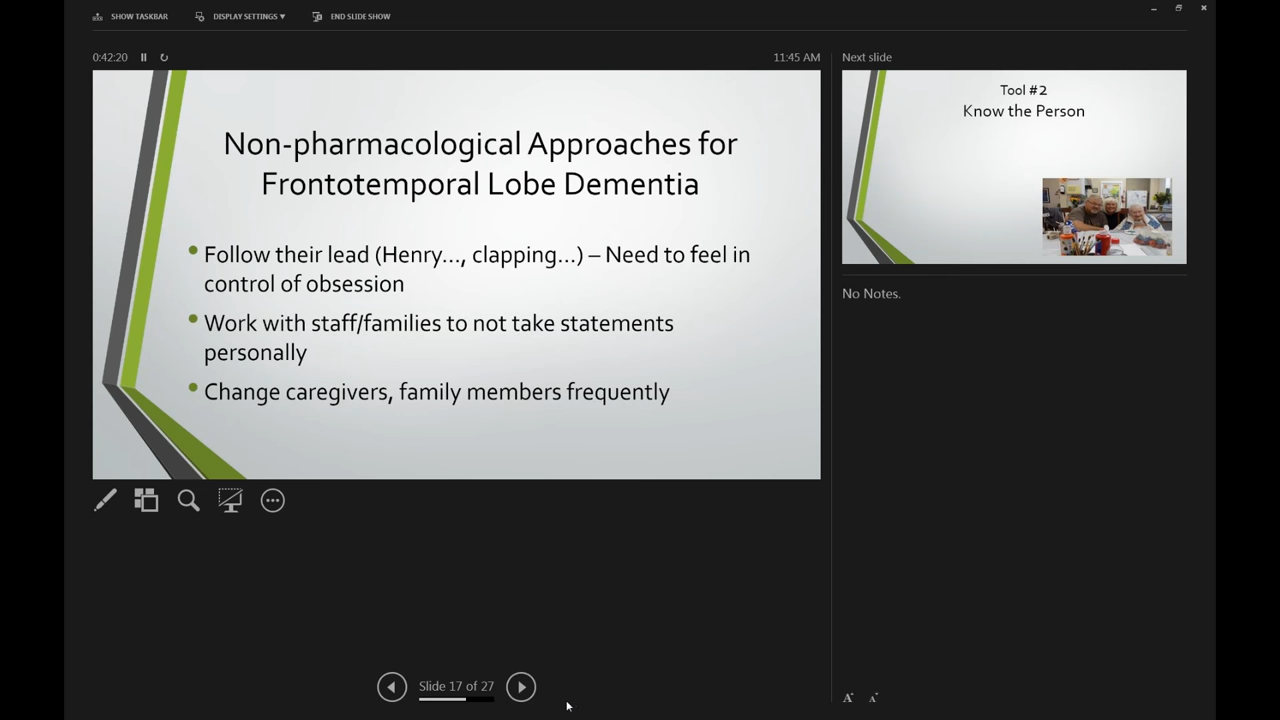 SHOW TASKBAR
DISPLAY SETTINGS ▼
END SLIDE SHOW
0:42:20
11:45 AM
Non-pharmacological Approaches for
Frontotemporal Lobe Dementia
• Follow their lead (Henry..., clapping...) – Need to feel in
control of obsession
• Work with staff/families to not take statements
personally
• Change caregivers, family members frequently
Slide 17 of 27
Next slide
Tool #2
Know the Person
No Notes.
A A